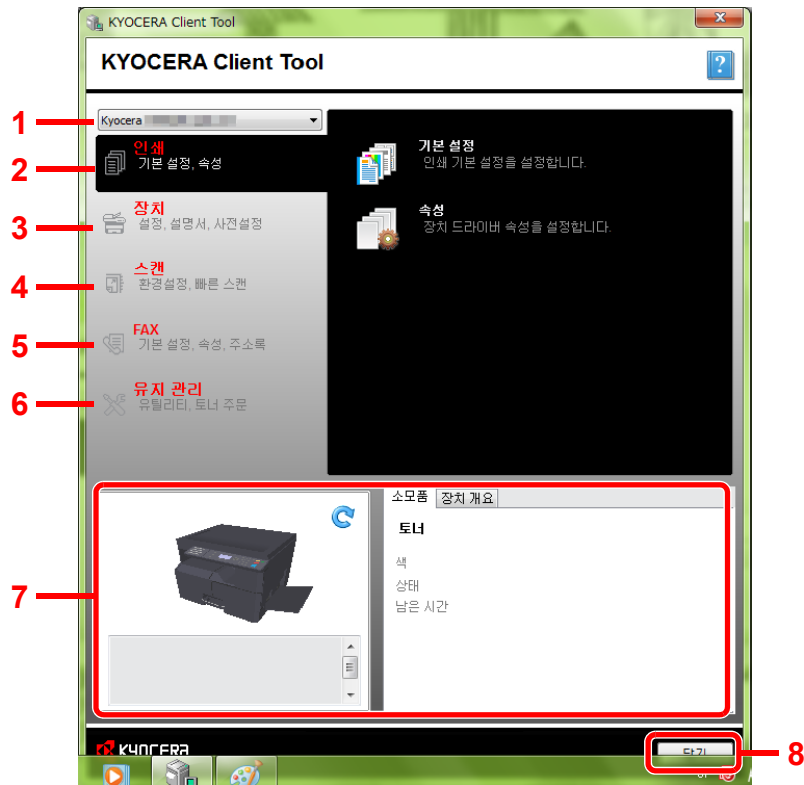 KYOCERA Client Tool
KYOCERA Client Tool
?
1
Kyocera
2
인쇄
기본 설정, 속성
기본 설정
인쇄 기본 설정을 설정합니다.
3
장치
설정, 설명서, 사전설정
속성
장치 드라이버 속성을 설정합니다.
4
스캔
환경설정, 빠른 스캔
5
FAX
기본 설정, 속성, 주소록
6
유지 관리
유틸리티, 토너 주문
7
소모품
장치 개요
토너
색
상태
남은 시간
KYOCERA
닫기
8